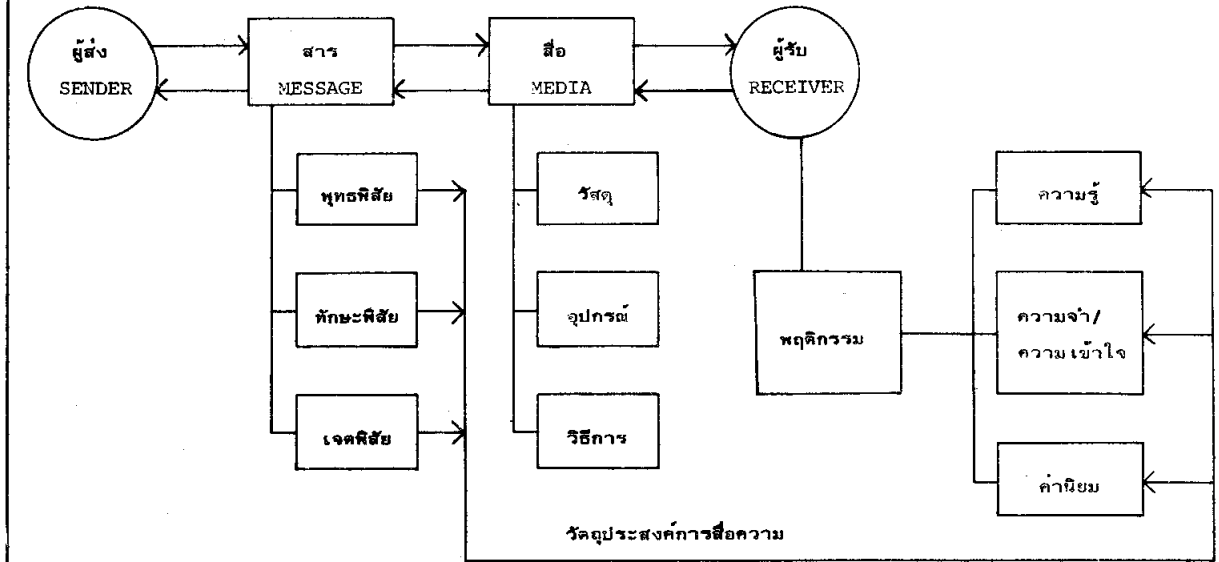 ผู้ส่ง
SENDER
สาร
MESSAGE
สื่อ
MEDIA
ผู้รับ
RECEIVER
พุทธพิสัย
ทักษะพิสัย
เจตพิสัย
วัสดุ
อุปกรณ์
วิธีการ
พฤติกรรม
ความรู้
ความจำ/
ความเข้าใจ
ค่านิยม
วัตถุประสงค์การสื่อความ